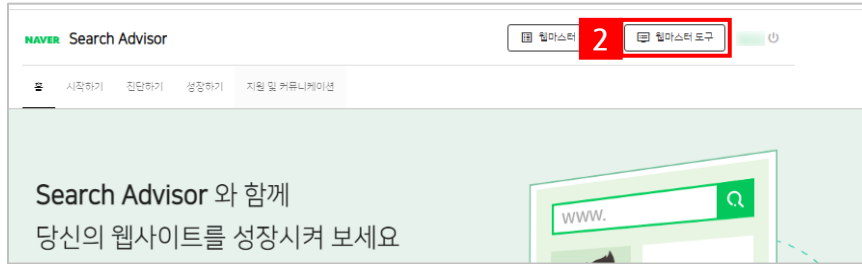 NAVER Search Advisor 웹마스터 2 웹마스터 도구
홈 시작하기 진단하기 성장하기 지원 및 커뮤니케이션
Search Advisor 와 함께
당신의 웹사이트를 성장시켜 보세요
www.